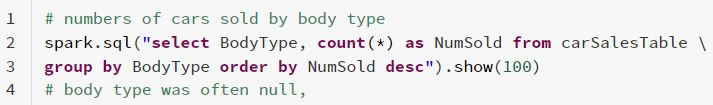 1 # numbers of cars sold by body type
2 spark.sql("select BodyType, count(*) as NumSold from carSalesTable \
3 group by BodyType order by NumSold desc").show(100)
4 # body type was often null,